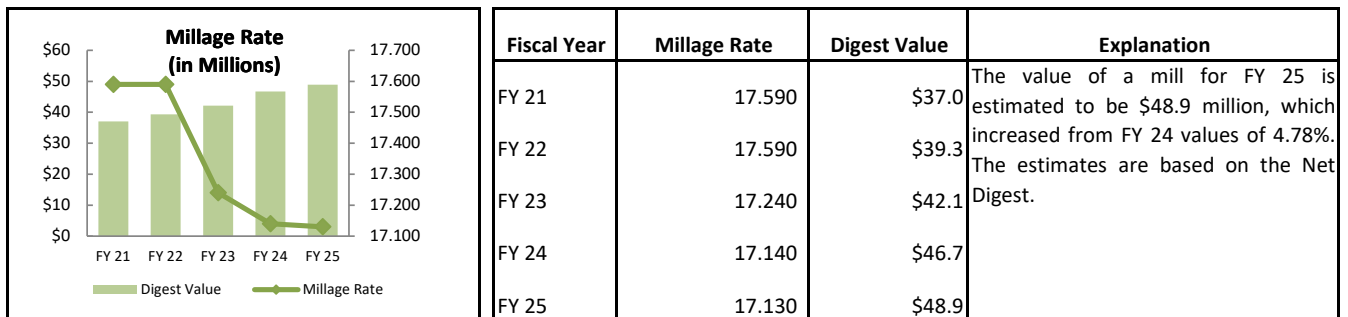 Millage Rate
(in Millions)
$60
$50
$40
$30
$20
$10
$0
17.700
17.600
17.500
17.400
17.300
17.200
17.100
FY 21 FY 22 FY 23 FY 24 FY 25
Digest Value Millage Rate
Fiscal Year Millage Rate Digest Value Explanation
FY 21 17.590 $37.0
FY 22 17.590 $39.3
FY 23 17.240 $42.1
FY 24 17.140 $46.7
FY 25 17.130 $48.9
The value of a mill for FY 25 is
estimated to be $48.9 million, which
increased from FY 24 values of 4.78%.
The estimates are based on the Net
Digest.